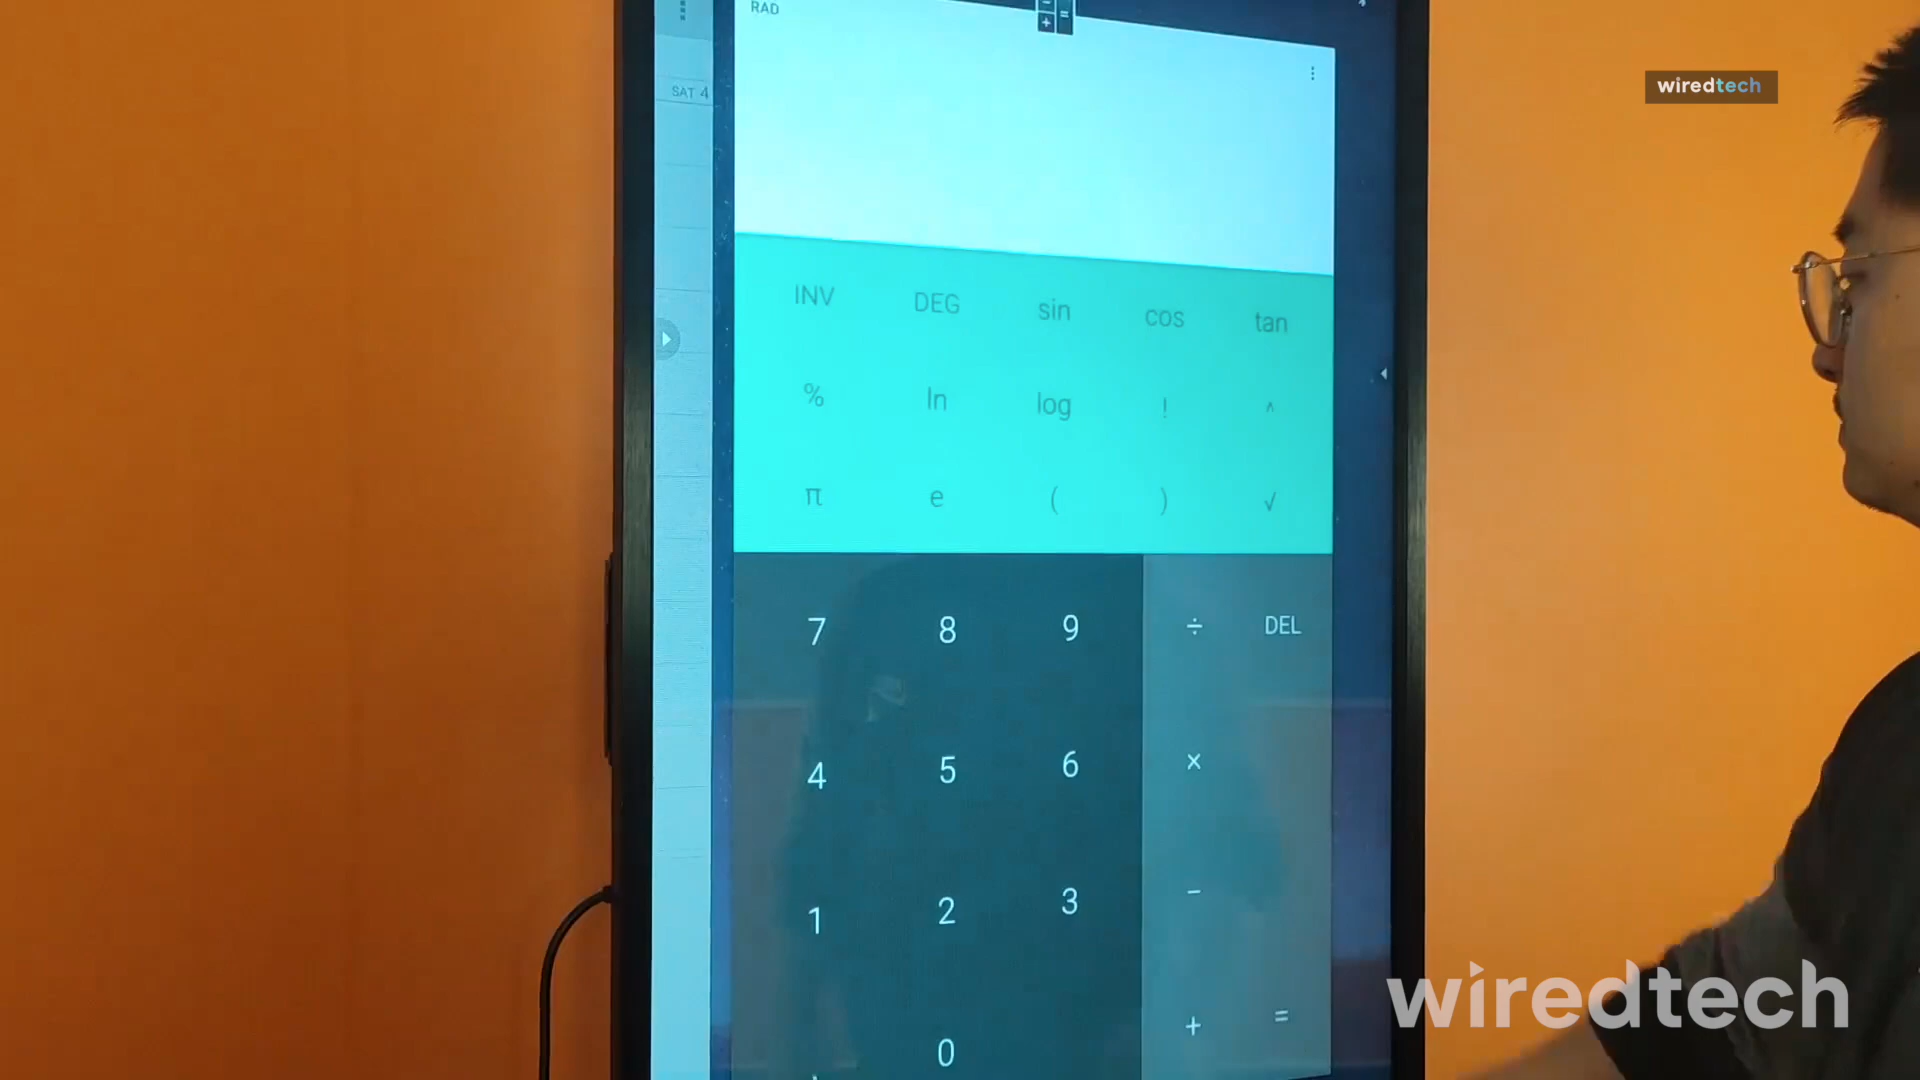 RAD
SAT 4
wiredtech
INV DEG sin cos tan
% ln log ! ^
π e ( ) √
7 8 9 ÷ DEL
4 5 6 ×
1 2 3 −
0 + =
wiredtech